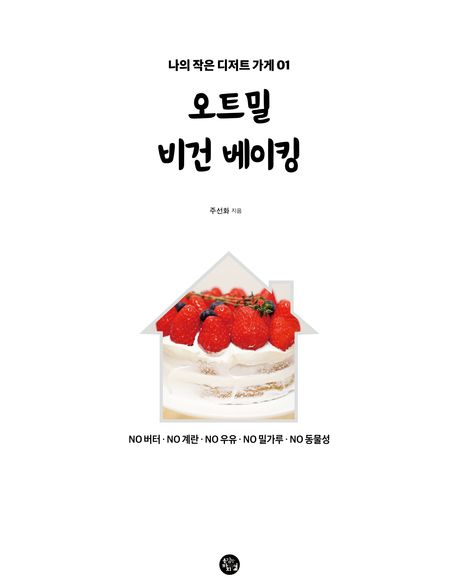 나의 작은 디저트 가게 01
오트밀
비건 베이킹
주선화 지음
NO 버터 · NO 계란 · NO 우유 · NO 밀가루 · NO 동물성